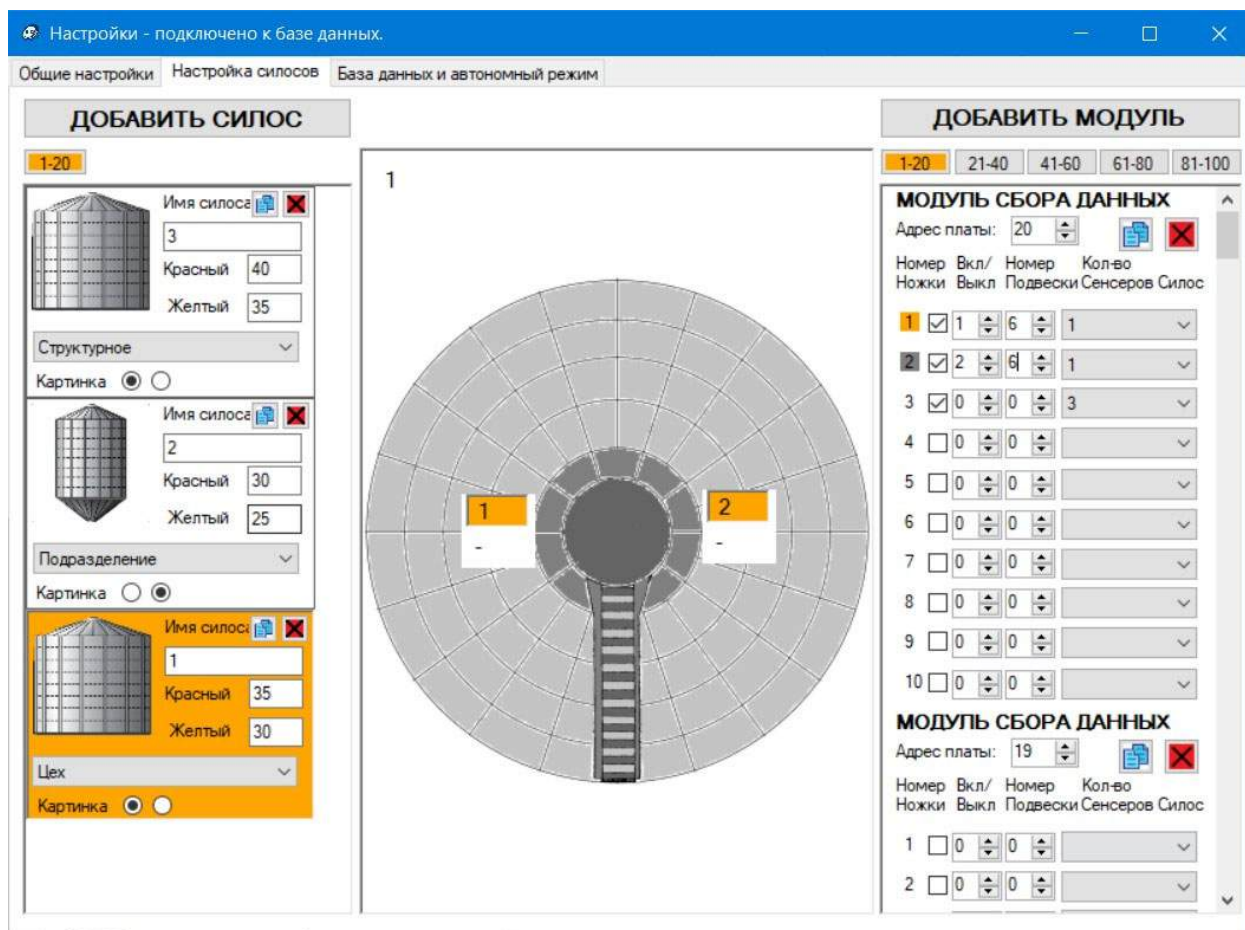 Настройки - подключено к базе данных.
Общие настройки Настройка силосов База данных и автономный режим
ДОБАВИТЬ СИЛОС
1-20
Имя силоса
3
Красный 40
Желтый 35
Структурное
Картинка
Имя силоса
2
Красный 30
Желтый 25
Подразделение
Картинка
Имя силоса
1
Красный 35
Желтый 30
Цех
Картинка
1
1
-
2
-
ДОБАВИТЬ МОДУЛЬ
1-20 21-40 41-60 61-80 81-100
МОДУЛЬ СБОРА ДАННЫХ
Адрес платы: 20
Номер Вкл/ Номер Кол-во
Ножки Выкл Подвески Сенсеров Силос
1 1 6 1
2 2 6 1
3 0 0 3
4 0 0
5 0 0
6 0 0
7 0 0
8 0 0
9 0 0
10 0 0
МОДУЛЬ СБОРА ДАННЫХ
Адрес платы: 19
Номер Вкл/ Номер Кол-во
Ножки Выкл Подвески Сенсеров Силос
1 0 0
2 0 0